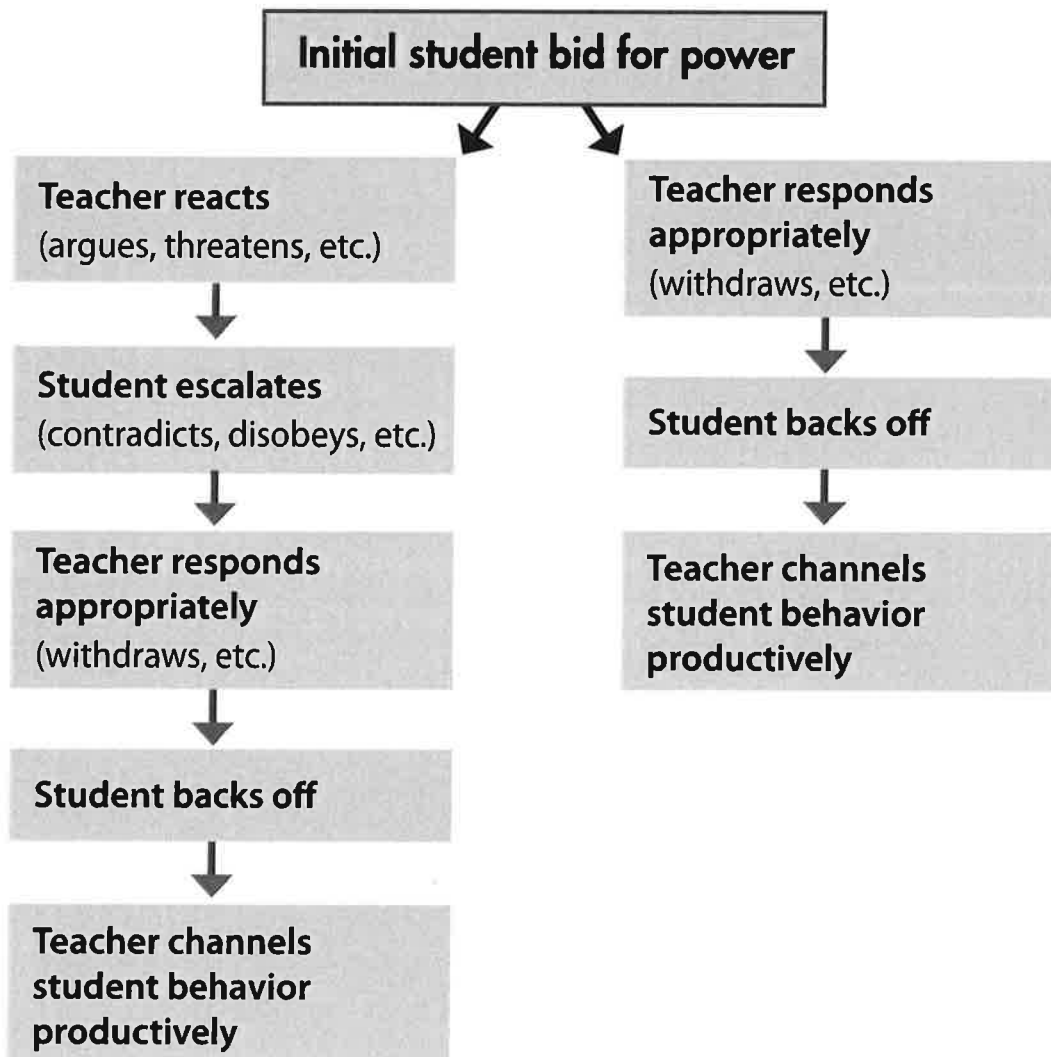 Initial student bid for power
Teacher reacts
(argues, threatens, etc.)
Student escalates
(contradicts, disobeys, etc.)
Teacher responds
appropriately
(withdraws, etc.)
Student backs off
Teacher channels
student behavior
productively
Teacher responds
appropriately
(withdraws, etc.)
Student backs off
Teacher channels
student behavior
productively